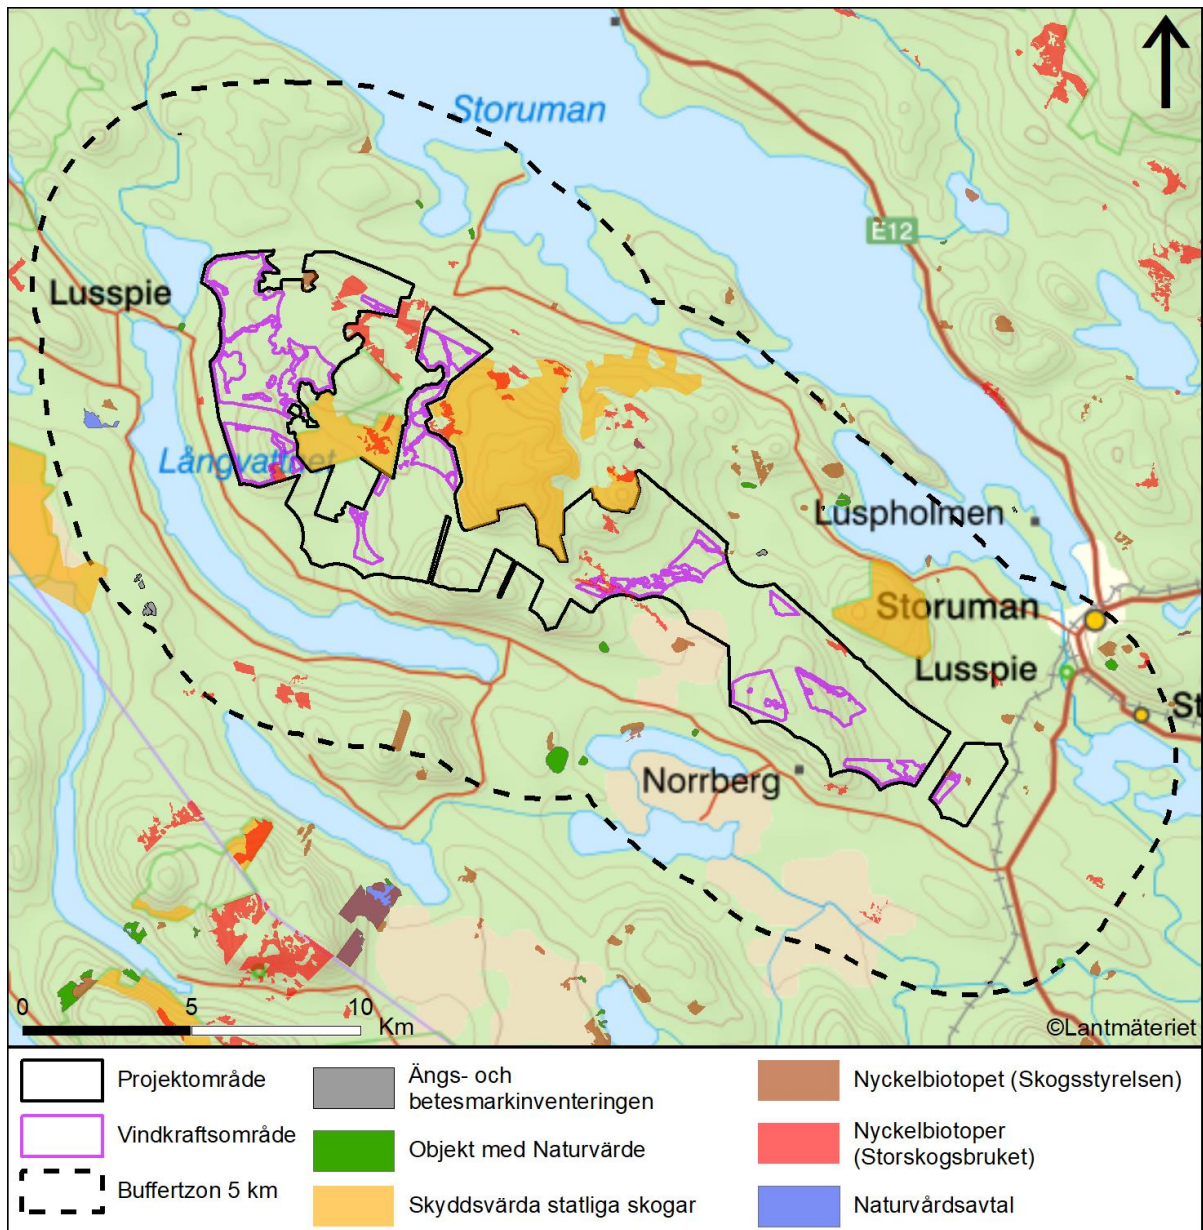 Storuman
E12
Lusspie
Långvattnet
Luspholmen
Storuman
Lusspie
St
Norrberg
0 5 10
Km
©Lantmäteriet
Projektområde
Vindkraftsområde
Buffertzon 5 km
Ängs- och
betesmarkinventeringen
Objekt med Naturvärde
Skyddsvärda statliga skogar
Nyckelbiotopet (Skogsstyrelsen)
Nyckelbiotoper
(Storskogsbruket)
Naturvårdsavtal